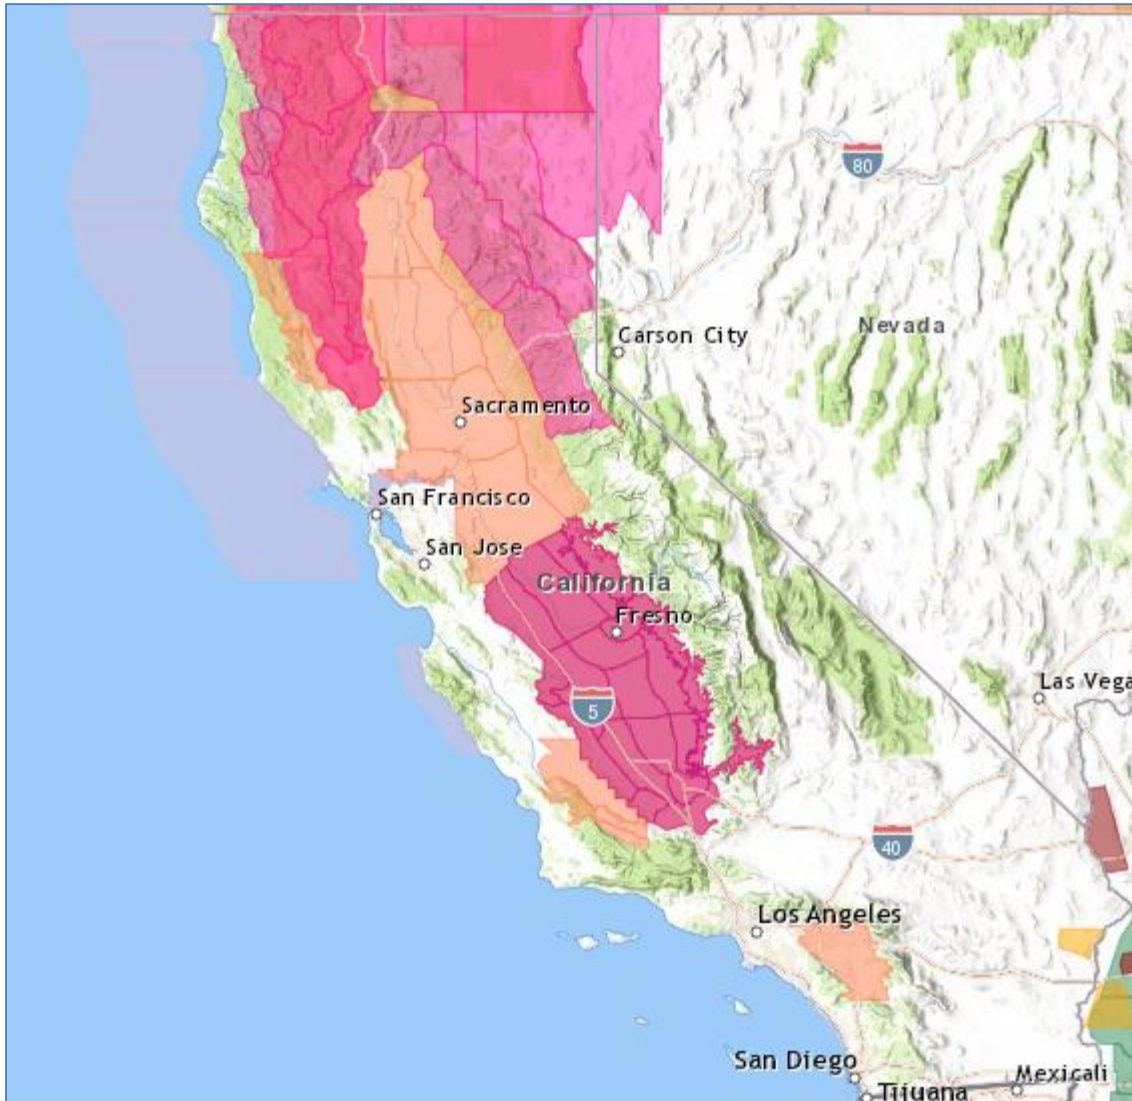 80
Nevada
Carson City
Sacramento
San Francisco
San Jose
California
Fresno
Las Vega
5
40
Los Angeles
San Diego
Mexicali
Tijuana